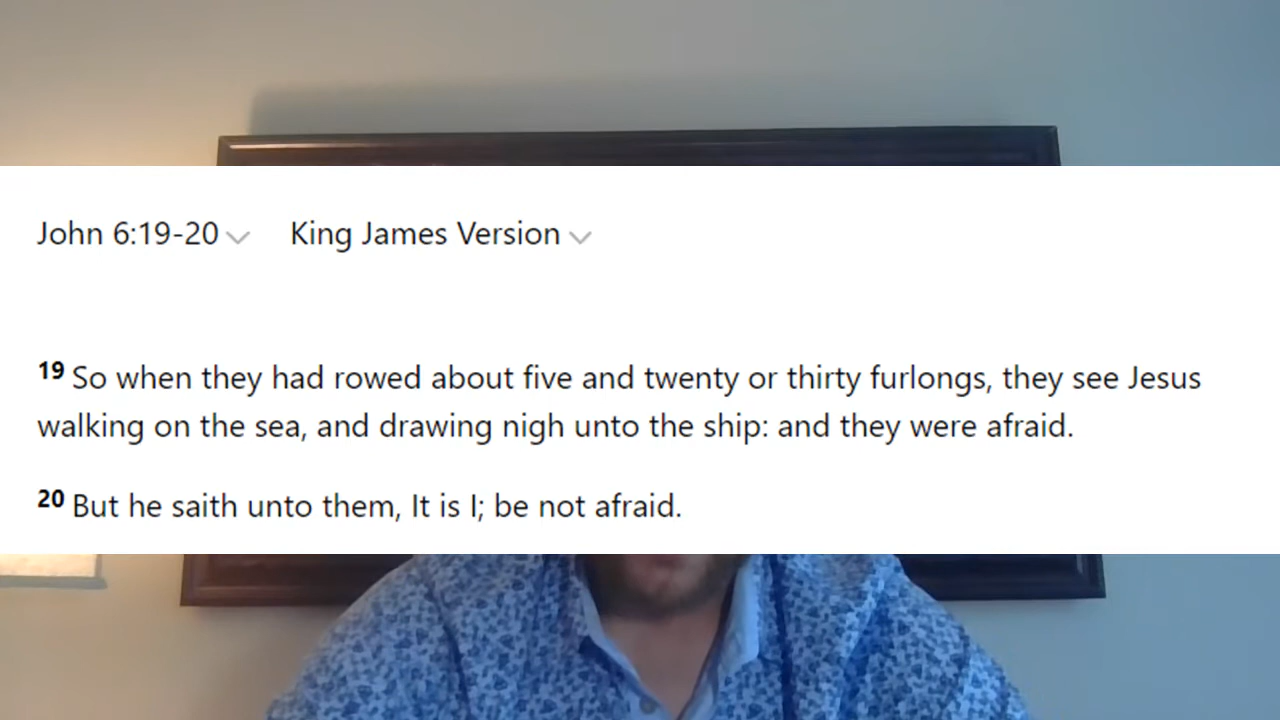 John 6:19-20 King James Version
19 So when they had rowed about five and twenty or thirty furlongs, they see Jesus
walking on the sea, and drawing nigh unto the ship: and they were afraid.
20 But he saith unto them, It is I; be not afraid.